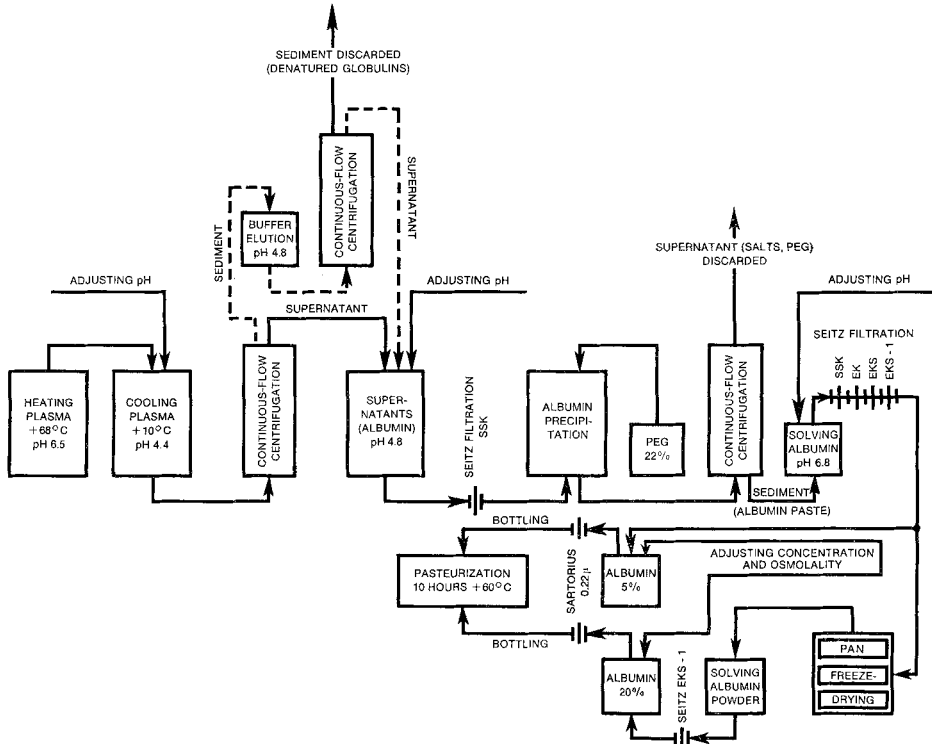 SEDIMENT DISCARDED
(DENATURED GLOBULINS)
CONTINUOUS-FLOW
CENTRIFUGATION
SUPERNATANT
BUFFER
ELUTION
pH 4.8
SEDIMENT
SUPERNATANT (SALTS, PEG)
DISCARDED
ADJUSTING pH
SUPERNATANT
ADJUSTING pH
ADJUSTING pH
SEITZ FILTRATION
SSK
EK
EKS
EKS - 1
HEATING
PLASMA
+68°C
pH 6.5
COOLING
PLASMA
+10°C
pH 4.4
CONTINUOUS-FLOW
CENTRIFUGATION
SUPER-
NATANTS
(ALBUMIN)
pH 4.8
SEITZ FILTRATION
SSK
ALBUMIN
PRECIPI-
TATION
PEG
22%
CONTINUOUS-FLOW
CENTRIFUGATION
SOLVING
ALBUMIN
pH 6.8
SEDIMENT
(ALBUMIN PASTE)
BOTTLING
PASTEURIZATION
10 HOURS +60°C
SARTORIUS
0.22µ
ALBUMIN
5%
ADJUSTING CONCENTRATION
AND OSMOLALITY
BOTTLING
ALBUMIN
20%
SEITZ EKS - 1
SOLVING
ALBUMIN
POWDER
PAN
FREEZE-
DRYING